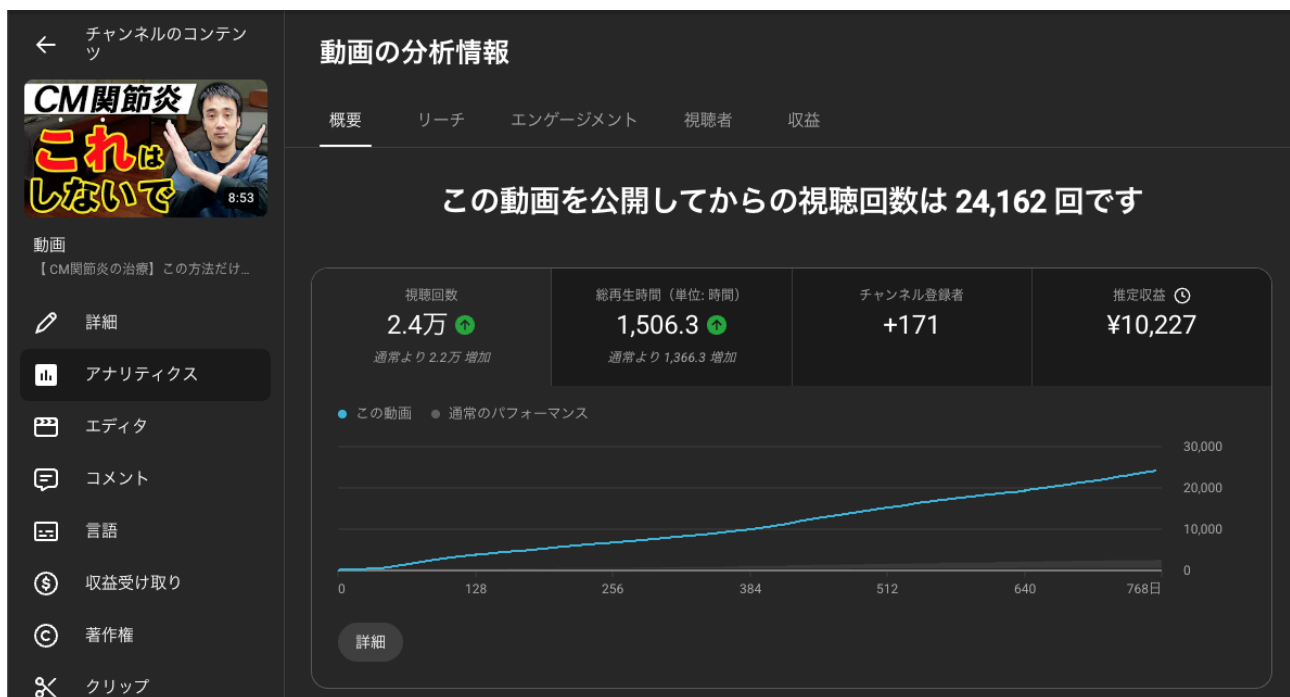 チャンネルのコンテン
ツ
CM関節炎
これは
しないで
8:53
動画
【 CM関節炎の治療】この方法だけ...
詳細
アナリティクス
エディタ
コメント
言語
収益受け取り
著作権
クリップ
動画の分析情報
概要 リーチ エンゲージメント 視聴者 収益
この動画を公開してからの視聴回数は 24,162 回です
視聴回数
2.4万
通常より 2.2万 増加
総再生時間（単位: 時間）
1,506.3
通常より 1,366.3 増加
チャンネル登録者
+171
推定収益
¥10,227
この動画 通常のパフォーマンス
30,000
20,000
10,000
0
0 128 256 384 512 640 768日
詳細